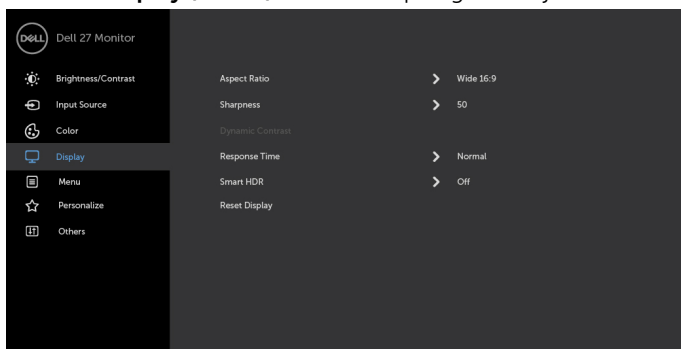 DELL Dell 27 Monitor
Brightness/Contrast Aspect Ratio Wide 16:9
Input Source Sharpness 50
Color Dynamic Contrast
Display Response Time Normal
Menu Smart HDR Off
Personalize Reset Display
Others